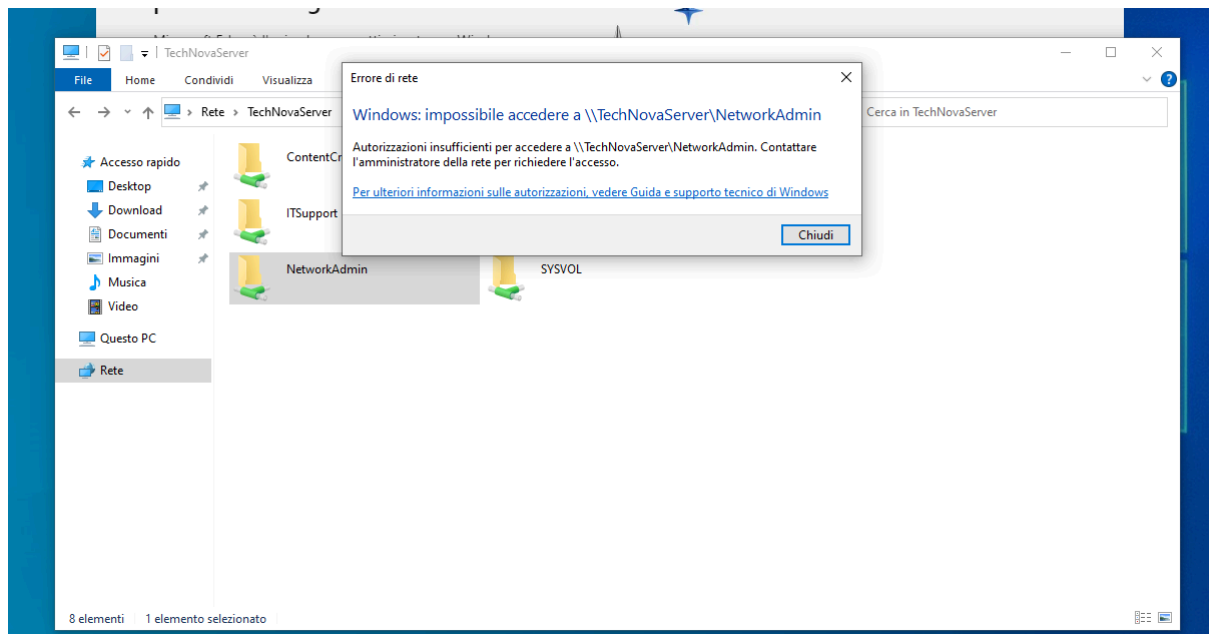 TechNovaServer
File Home Condividi Visualizza
Rete TechNovaServer
Cerca in TechNovaServer
Errore di rete
Windows: impossibile accedere a \\TechNovaServer\NetworkAdmin
Autorizzazioni insufficienti per accedere a \\TechNovaServer\NetworkAdmin. Contattare
l'amministratore della rete per richiedere l'accesso.
Per ulteriori informazioni sulle autorizzazioni, vedere Guida e supporto tecnico di Windows
Chiudi
Accesso rapido
Desktop
Download
Documenti
Immagini
Musica
Video
Questo PC
Rete
ContentCr
ITSupport
NetworkAdmin
SYSVOL
8 elementi 1 elemento selezionato